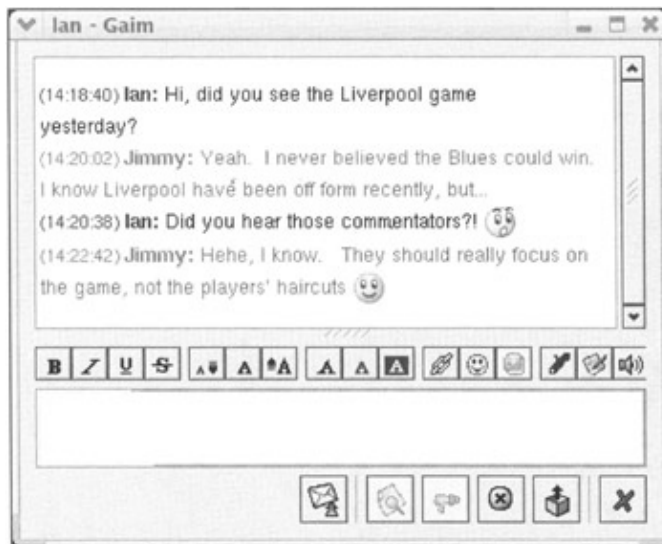 Ian - Gaim
(14:18:40) Ian: Hi, did you see the Liverpool game
yesterday?
(14:20:02) Jimmy: Yeah. I never believed the Blues could win.
I know Liverpool have been off form recently, but...
(14:20:38) Ian: Did you hear those commentators?!
(14:22:42) Jimmy: Hehe, I know. They should really focus on
the game, not the players' haircuts
B I U S A A A A A A